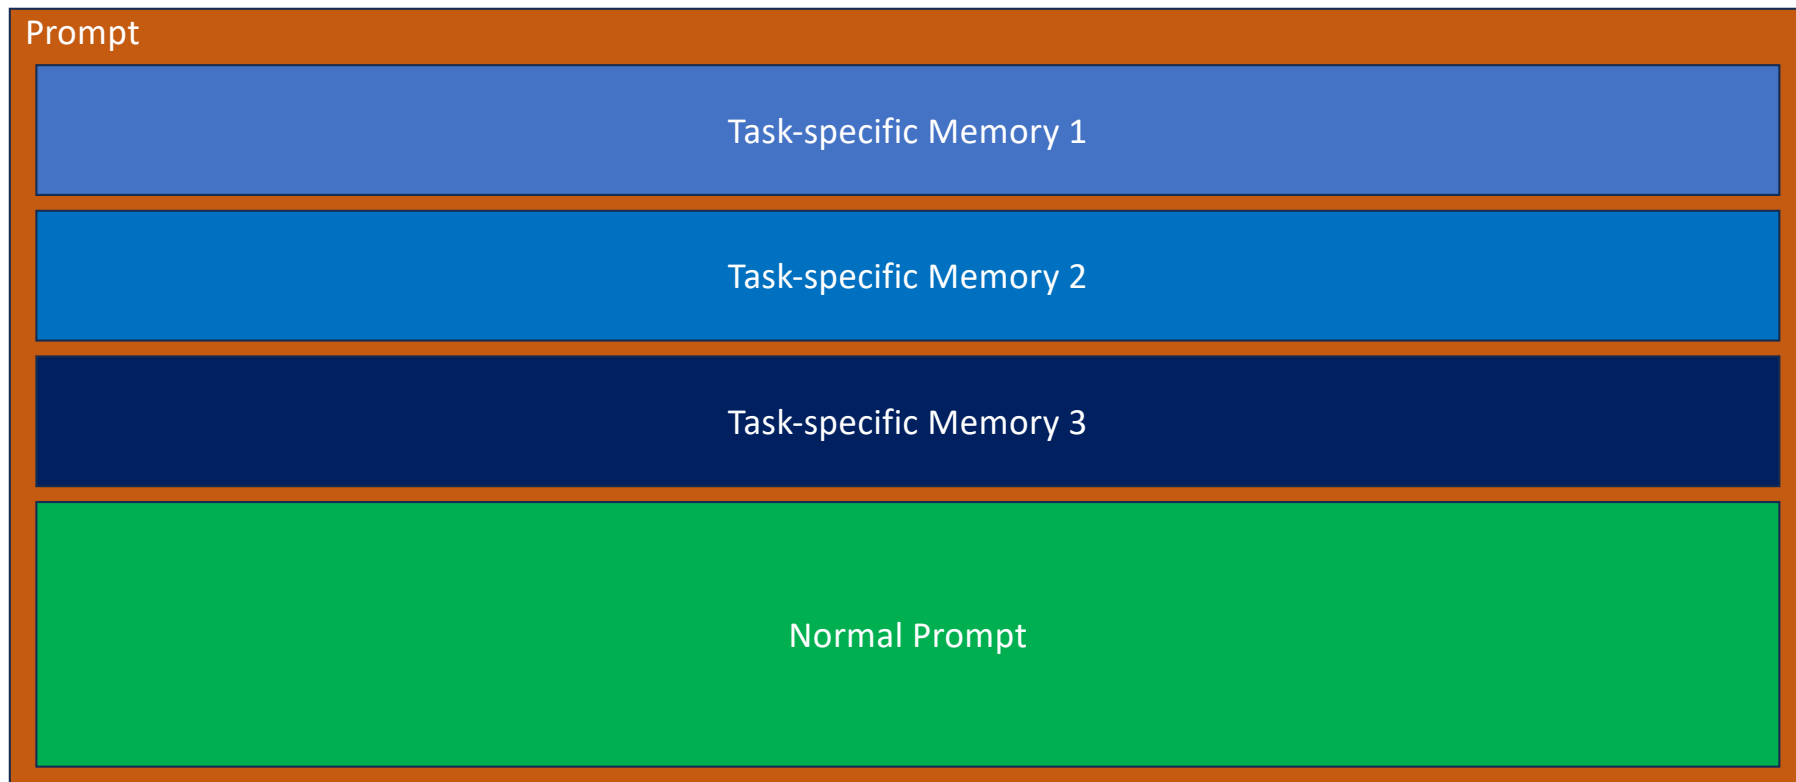 Prompt
Task-specific Memory 1
Task-specific Memory 2
Task-specific Memory 3
Normal Prompt